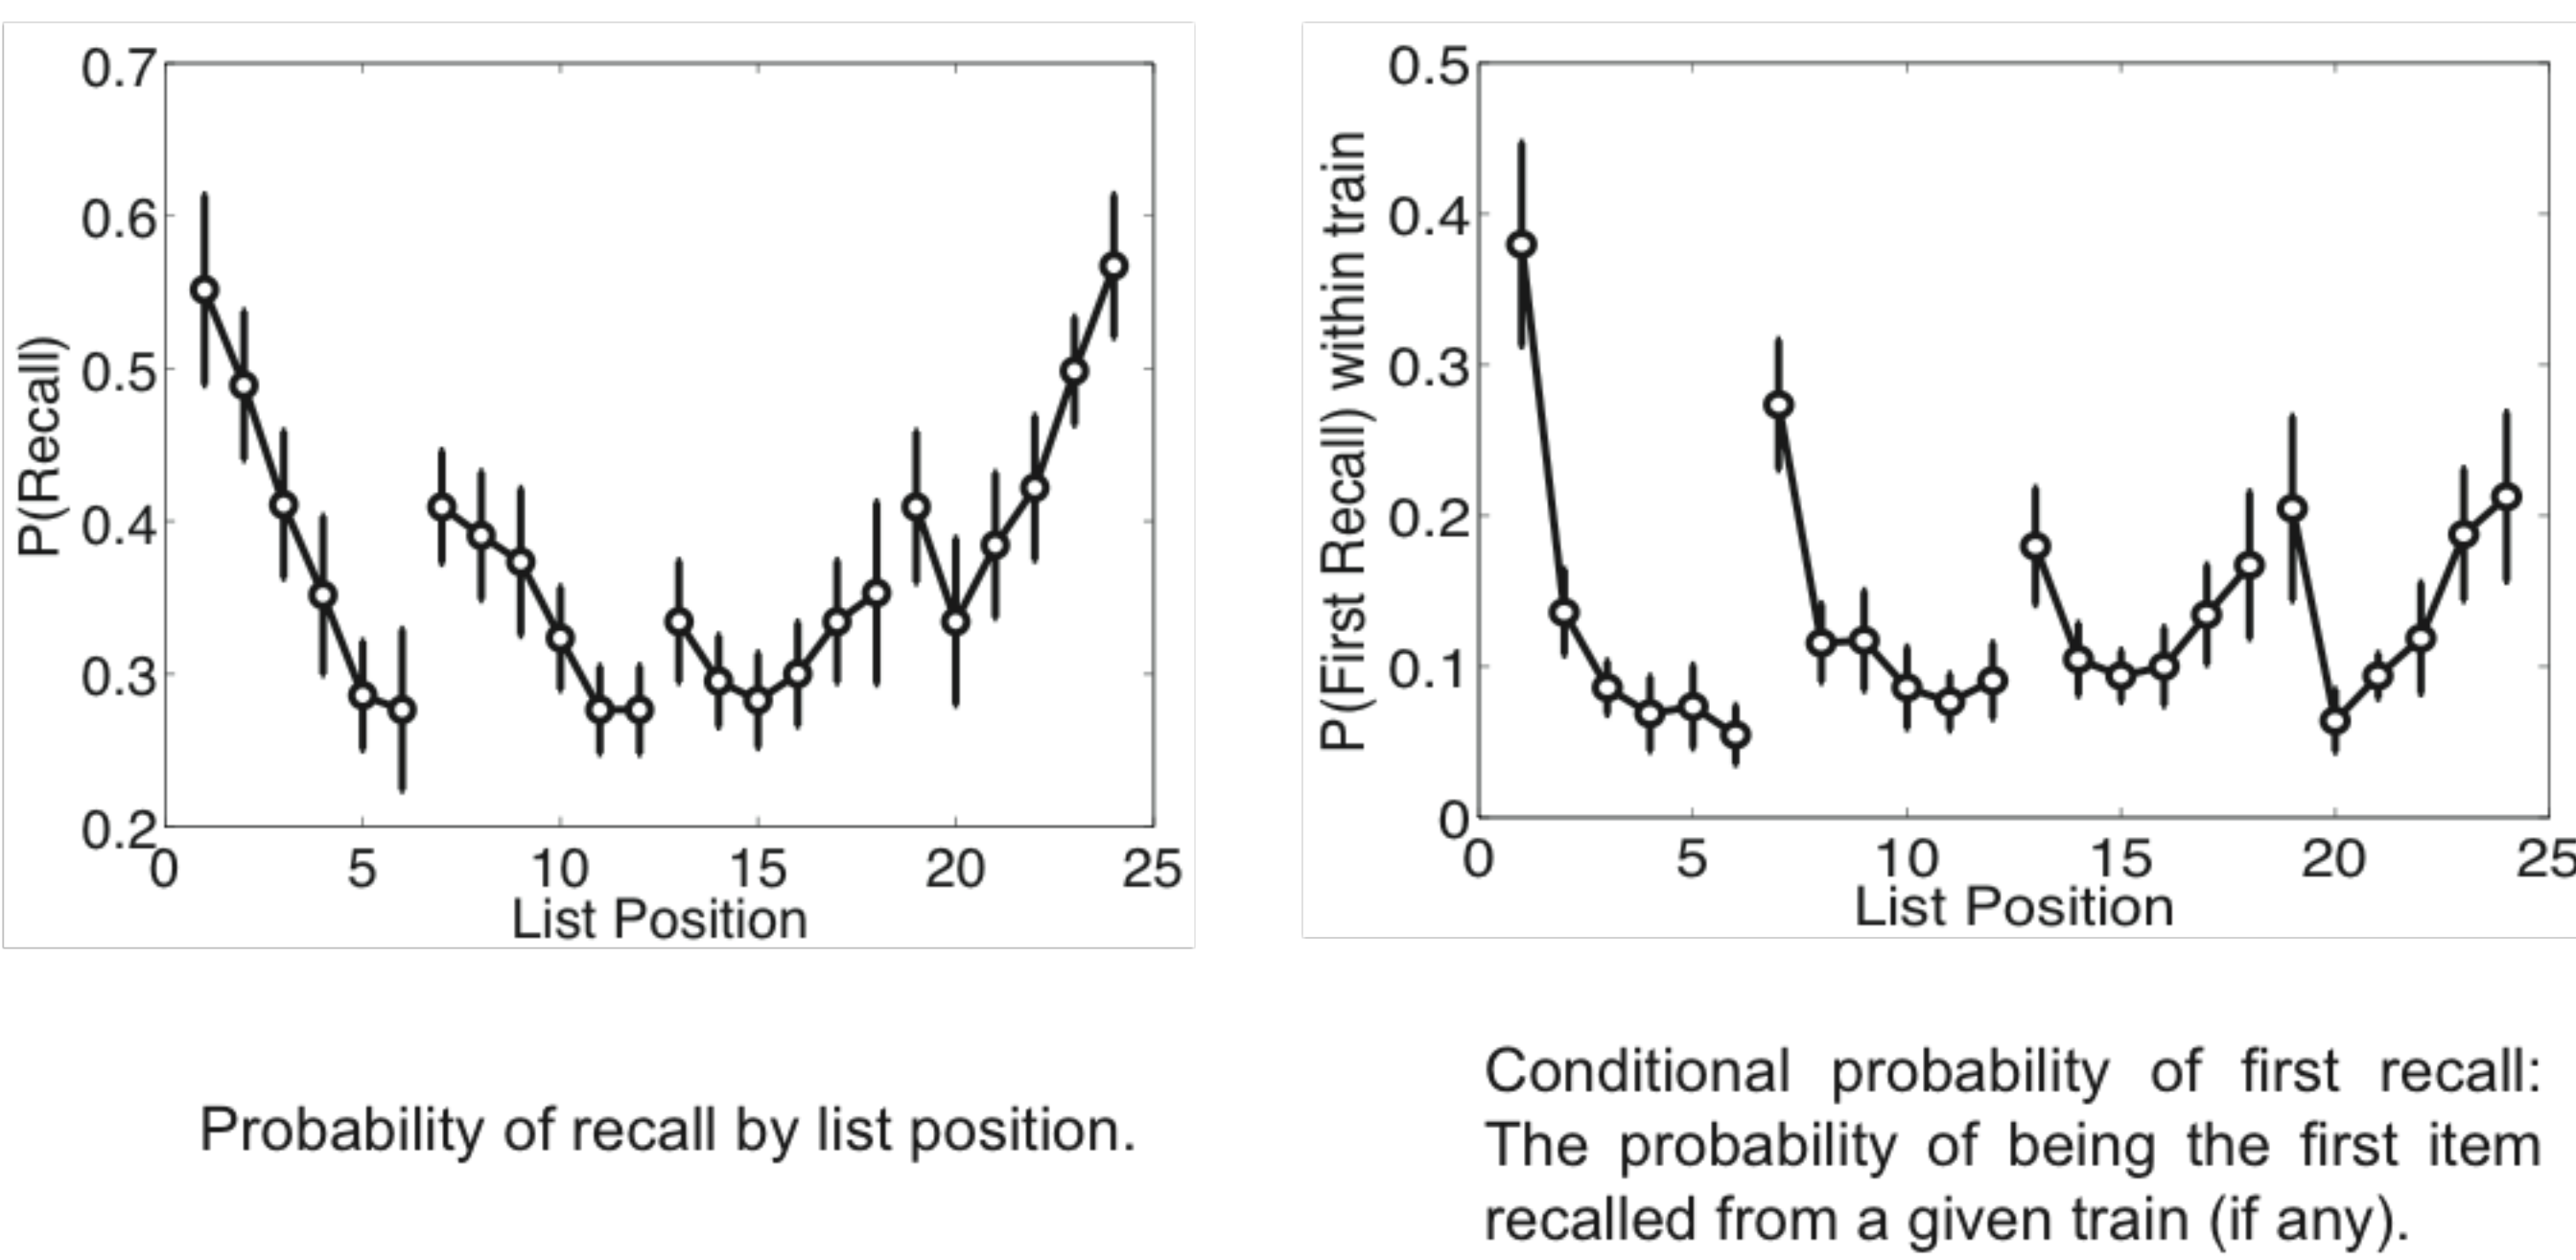 P(Recall)
0.7
0.6
0.5
0.4
0.3
0.2
0 5 10 15 20 25
List Position
Probability of recall by list position.
P(First Recall) within train
0.5
0.4
0.3
0.2
0.1
0
0 5 10 15 20 25
List Position
Conditional probability of first recall:
The probability of being the first item
recalled from a given train (if any).